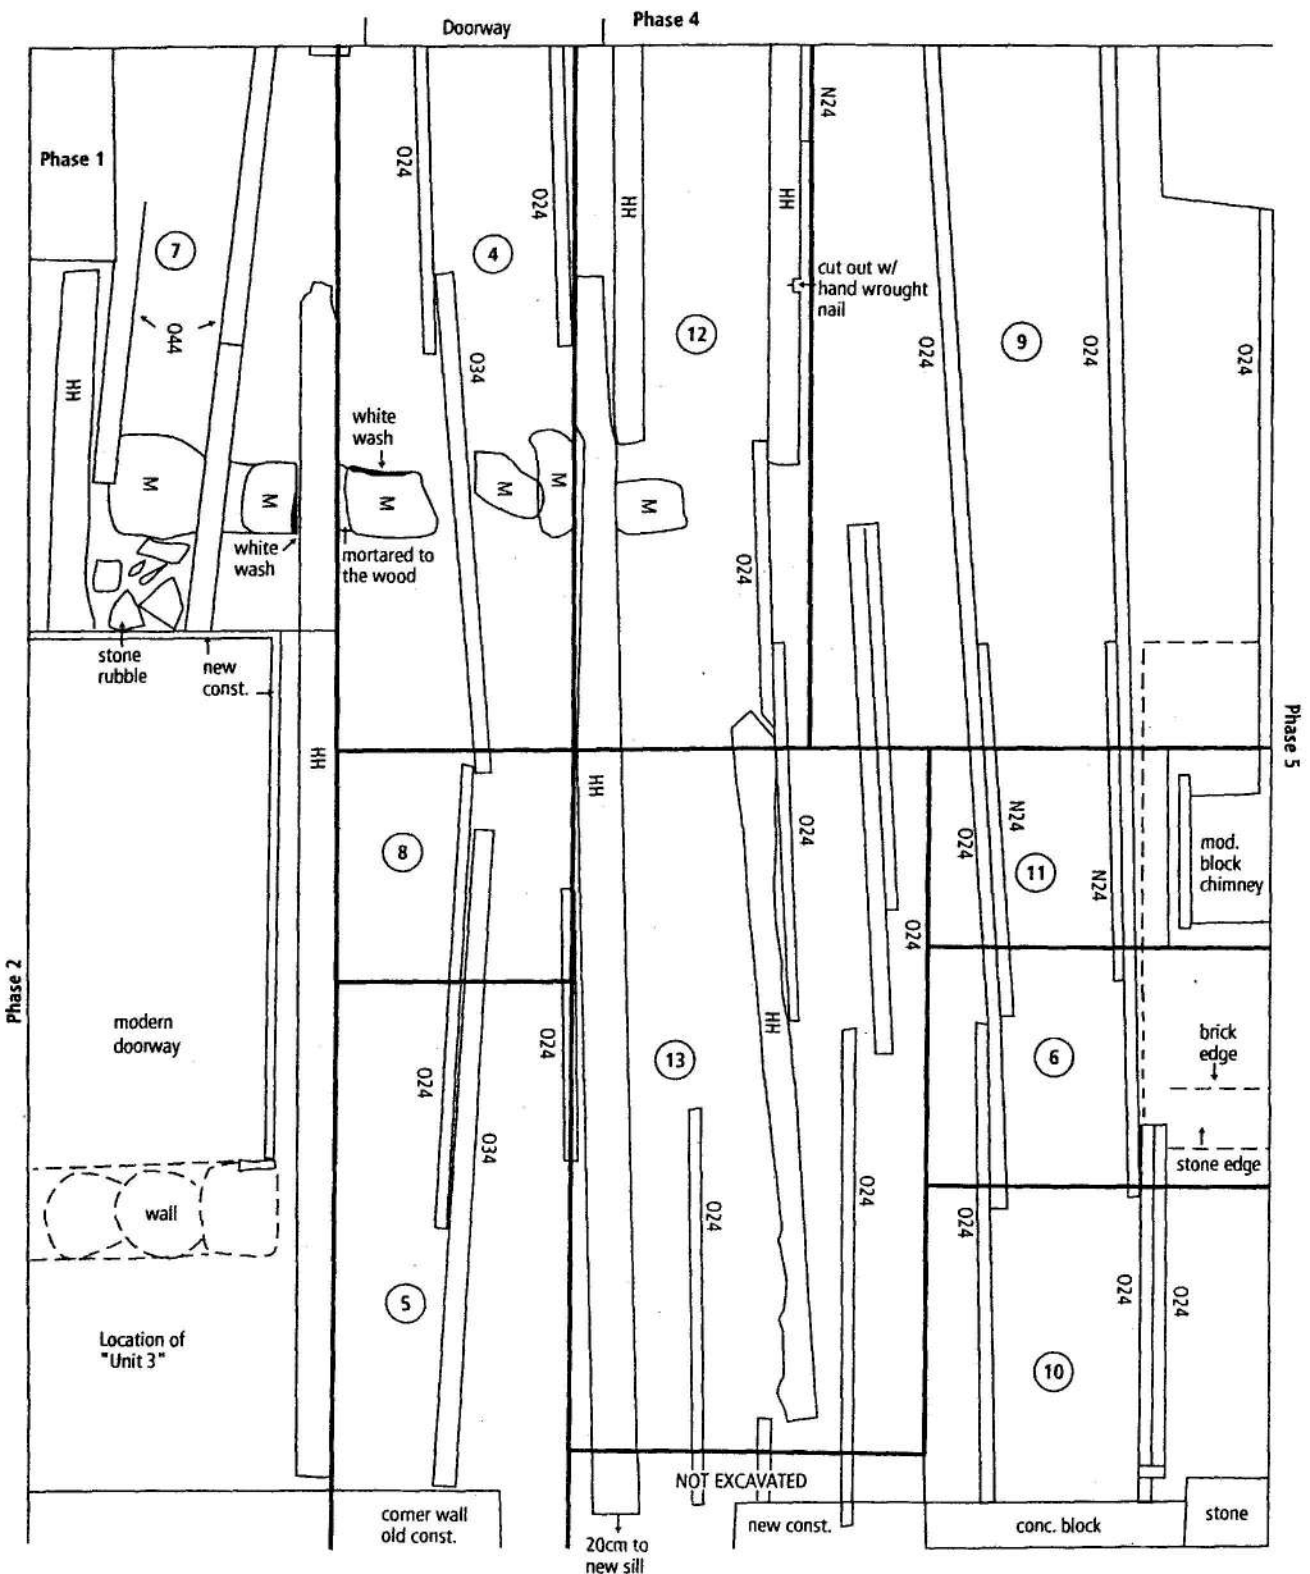 Doorway
Phase 4
Phase 1
7
O44
HH
M
M
white
wash
stone
rubble
new
const.
white
wash
mortared to
the wood
M
O24
4
O24
O34
M
M
M
HH
12
HH
N24
cut out w/
hand wrought
nail
O24
O24
9
O24
O24
Phase 5
Phase 2
HH
8
HH
O24
O24
N24
O24
11
N24
mod.
block
chimney
modern
doorway
O24
O24
13
HH
6
brick
edge
stone edge
wall
O34
O24
O24
O24
O24
O24
5
10
Location of
"Unit 3"
NOT EXCAVATED
corner wall
old const.
20cm to
new sill
new const.
conc. block
stone